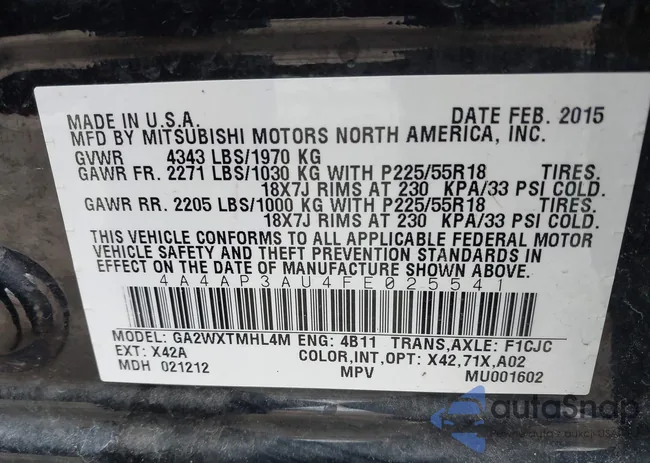 MADE IN U.S.A. DATE FEB. 2015
MFD BY MITSUBISHI MOTORS NORTH AMERICA, INC.
GVWR 4343 LBS/1970 KG
GAWR FR. 2271 LBS/1030 KG WITH P225/55R18 TIRES.
18X7J RIMS AT 230 KPA/33 PSI COLD.
GAWR RR. 2205 LBS/1000 KG WITH P225/55R18 TIRES.
18X7J RIMS AT 230 KPA/33 PSI COLD.
THIS VEHICLE CONFORMS TO ALL APPLICABLE FEDERAL MOTOR
VEHICLE SAFETY AND THEFT PREVENTION STANDARDS IN
EFFECT ON THE DATE OF MANUFACTURE SHOWN ABOVE.
4A4AP3AU4FE025541
MODEL: GA2WXTMHL4M ENG: 4B11 TRANS,AXLE: F1CJC
EXT: X42A COLOR,INT,OPT: X42,71X,A02
MDH 021212 MPV MU001602
autoSnap